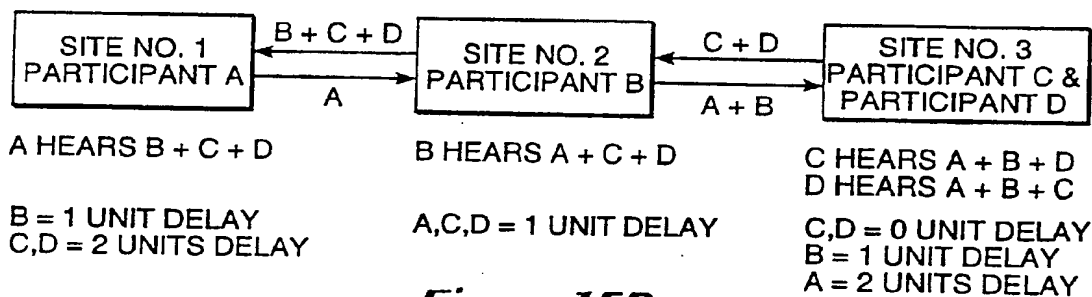 SITE NO. 1
PARTICIPANT A
B + C + D
A
SITE NO. 2
PARTICIPANT B
C + D
A + B
SITE NO. 3
PARTICIPANT C &
PARTICIPANT D
A HEARS B + C + D
B = 1 UNIT DELAY
C,D = 2 UNITS DELAY
B HEARS A + C + D
A,C,D = 1 UNIT DELAY
C HEARS A + B + D
D HEARS A + B + C
C,D = 0 UNIT DELAY
B = 1 UNIT DELAY
A = 2 UNITS DELAY